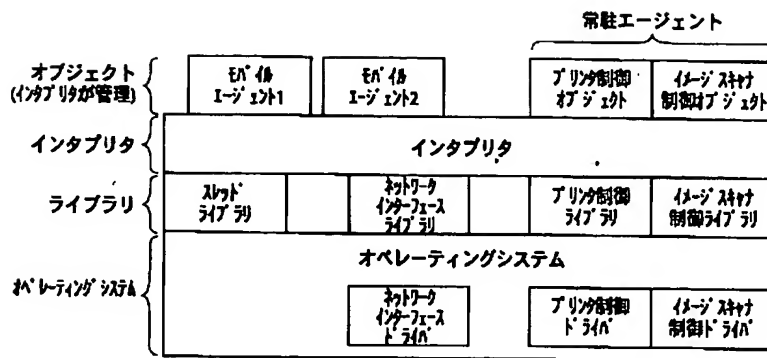 常駐エージェント
オブジェクト
(インタプリタが管理)
モバイル
エージェント1
モバイル
エージェント2
プリンタ制御
オブジェクト
イメージスキャナ
制御オブジェクト
インタプリタ
インタプリタ
ライブラリ
スレッド
ライブラリ
ネットワーク
インターフェース
ライブラリ
プリンタ制御
ライブラリ
イメージスキャナ
制御ライブラリ
オペレーティングシステム
オペレーティングシステム
ネットワーク
インターフェース
ドライバ
プリンタ制御
ドライバ
イメージスキャナ
制御ドライバ